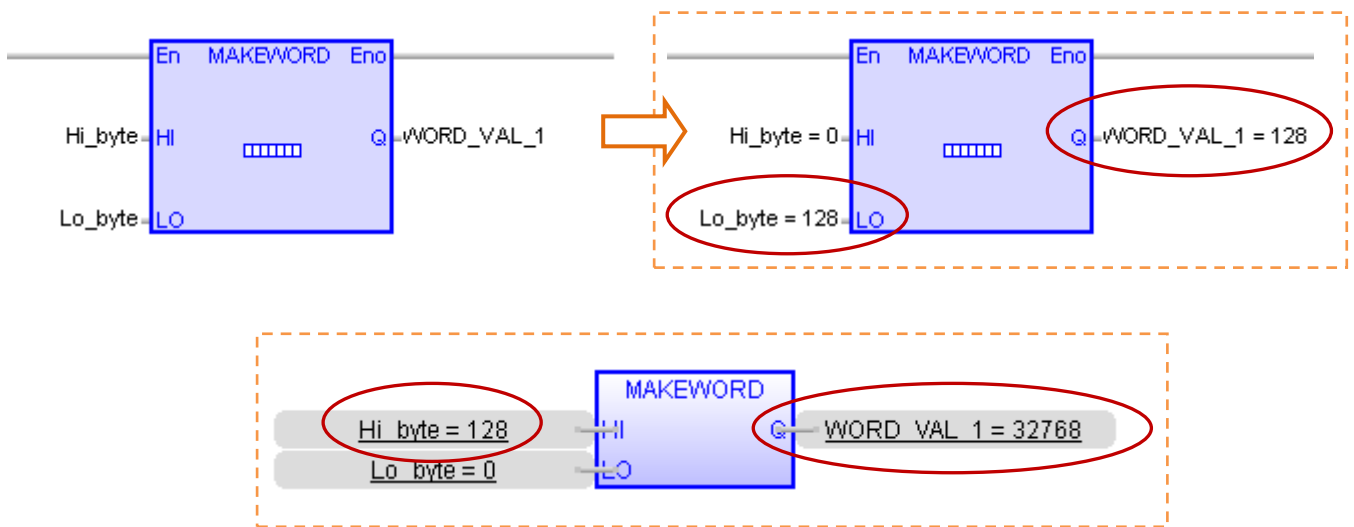 En MAKEWORD Eno
Hi_byte HI Q WORD_VAL_1
Lo_byte LO
En MAKEWORD Eno
Hi_byte = 0 HI Q WORD_VAL_1 = 128
Lo_byte = 128 LO
MAKEWORD
Hi_byte = 128 HI Q WORD_VAL_1 = 32768
Lo_byte = 0 LO